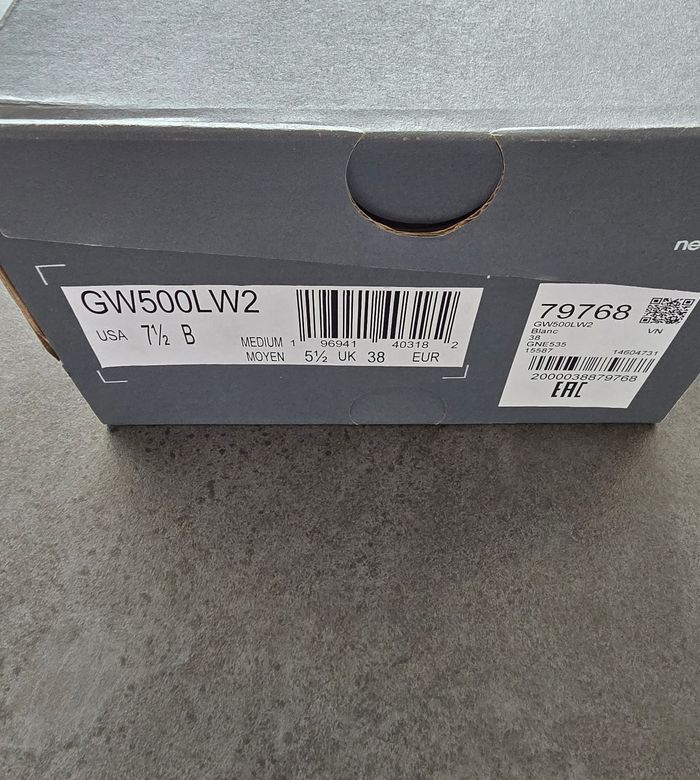 ne
GW500LW2
USA 7½ B
MEDIUM
MOYEN
1 96941 40318 2
5½ UK 38 EUR
79768
GW500LW2
Blanc
38
GNE535
15587
VN
14604731
2000038879768
EAC